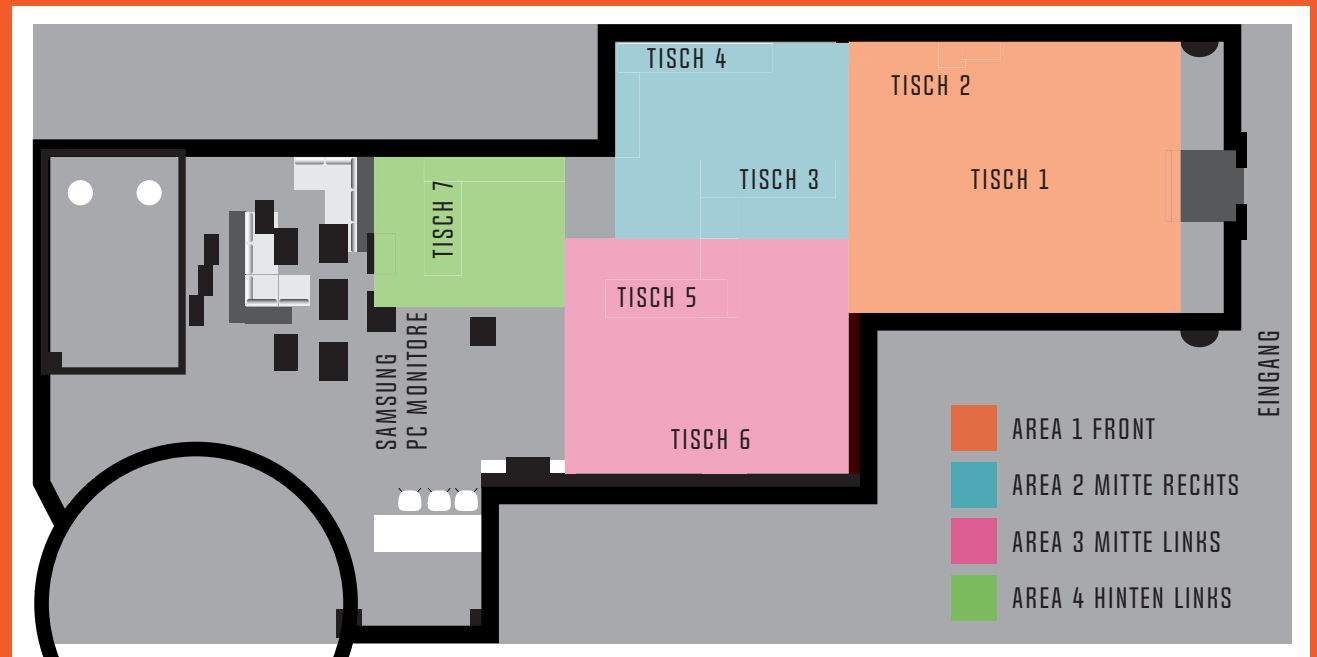 TISCH 4
TISCH 2
TISCH 3
TISCH 1
TISCH 7
TISCH 5
SAMSUNG
PC MONITORE
TISCH 6
EINGANG
AREA 1 FRONT
AREA 2 MITTE RECHTS
AREA 3 MITTE LINKS
AREA 4 HINTEN LINKS